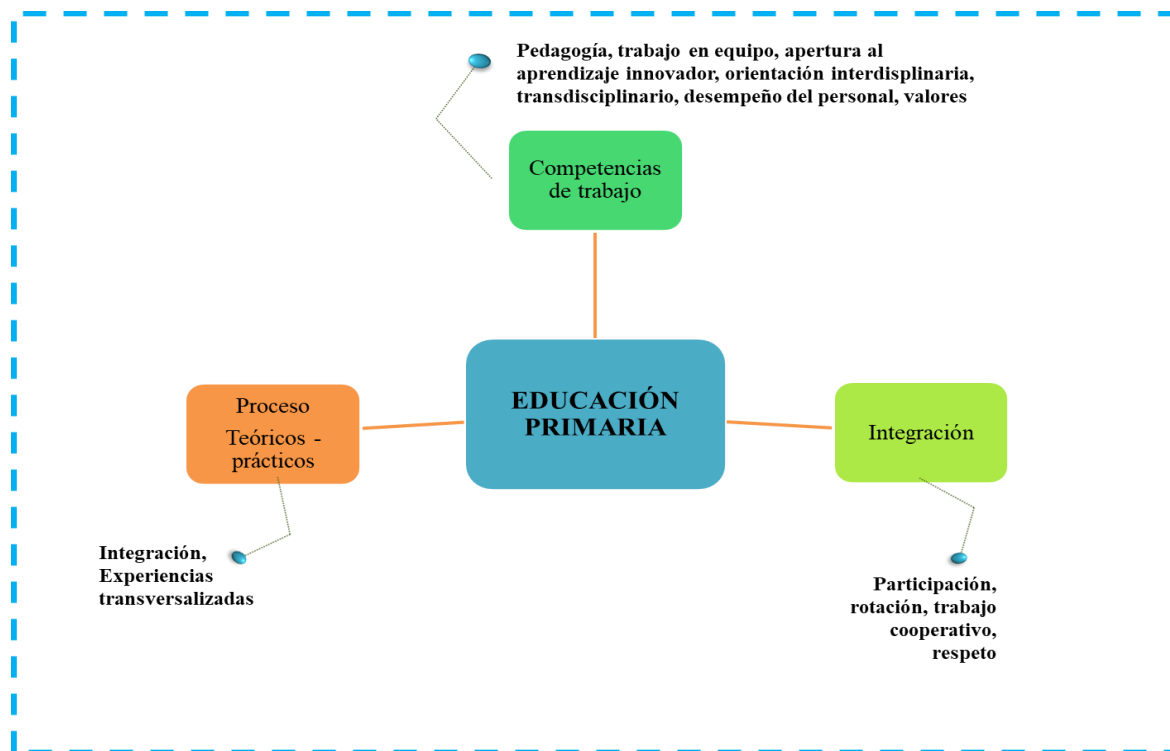 Pedagogía, trabajo en equipo, apertura al
aprendizaje innovador, orientación interdisplinaria,
transdisciplinario, desempeño del personal, valores
Competencias
de trabajo
EDUCACIÓN
PRIMARIA
Proceso
Teóricos -
prácticos
Integración
Integración,
Experiencias
transversalizadas
Participación,
rotación, trabajo
cooperativo,
respeto